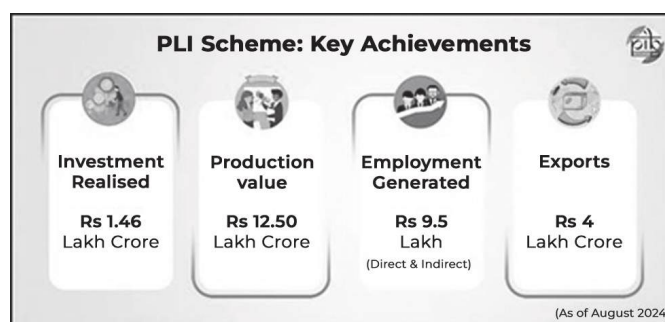 PLI Scheme: Key Achievements
Investment
Realised
Rs 1.46
Lakh Crore
Production
value
Rs 12.50
Lakh Crore
Employment
Generated
Rs 9.5
Lakh
(Direct & Indirect)
Exports
Rs 4
Lakh Crore
(As of August 2024